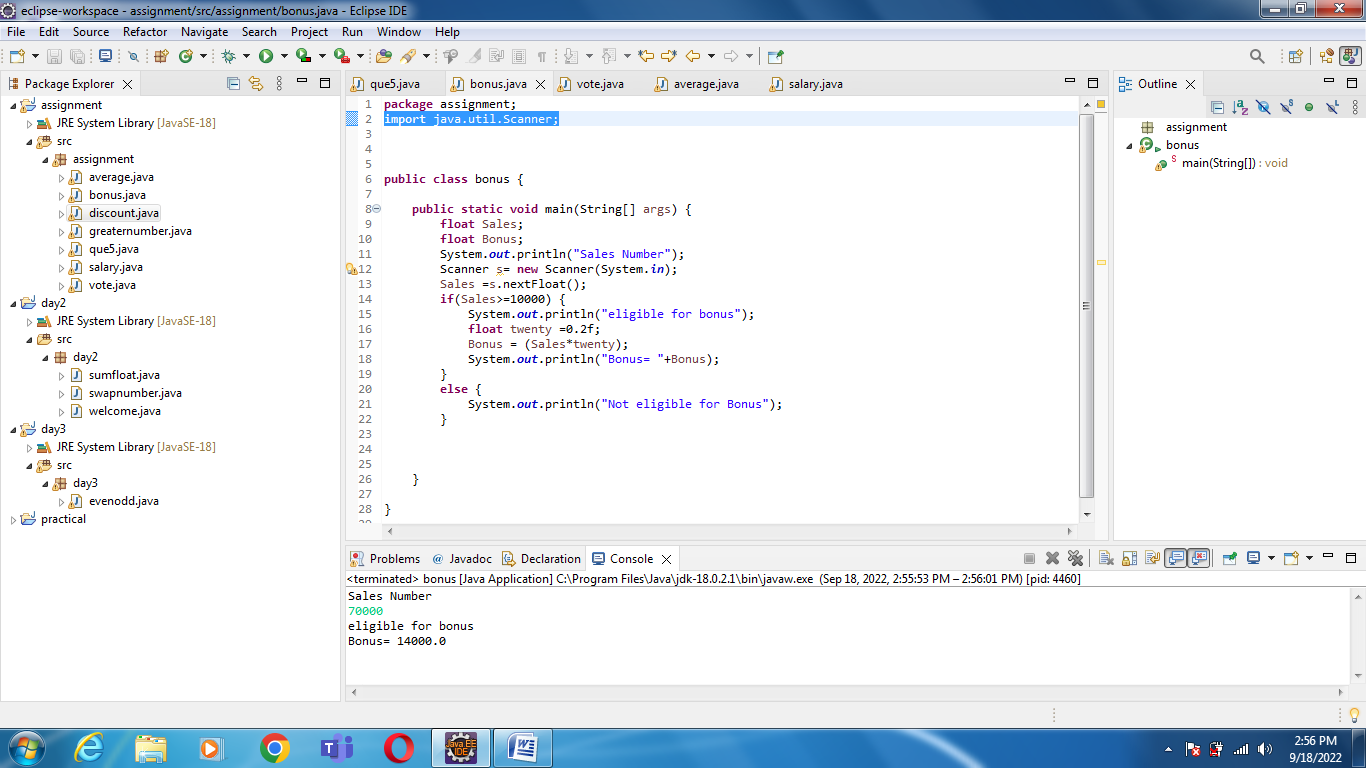 eclipse-workspace - assignment/src/assignment/bonus.java - Eclipse IDE
File Edit Source Refactor Navigate Search Project Run Window Help
Package Explorer
assignment
JRE System Library [JavaSE-18]
src
assignment
average.java
bonus.java
discount.java
greaternumber.java
que5.java
salary.java
vote.java
day2
JRE System Library [JavaSE-18]
src
day2
sumfloat.java
swapnumber.java
welcome.java
day3
JRE System Library [JavaSE-18]
src
day3
evenodd.java
practical
que5.java bonus.java vote.java average.java salary.java
1 package assignment;
2 import java.util.Scanner;
3
4
5
6 public class bonus {
7
8 public static void main(String[] args) {
9 float Sales;
10 float Bonus;
11 System.out.println("Sales Number");
12 Scanner s= new Scanner(System.in);
13 Sales =s.nextFloat();
14 if(Sales>=10000) {
15 System.out.println("eligible for bonus");
16 float twenty =0.2f;
17 Bonus = (Sales*twenty);
18 System.out.println("Bonus= "+Bonus);
19 }
20 else {
21 System.out.println("Not eligible for Bonus");
22 }
23
24
25
26 }
27
28 }
Outline
assignment
bonus
main(String[]) : void
Problems @ Javadoc Declaration Console
<terminated> bonus [Java Application] C:\Program Files\Java\jdk-18.0.2.1\bin\javaw.exe (Sep 18, 2022, 2:55:53 PM – 2:56:01 PM) [pid: 4460]
Sales Number
70000
eligible for bonus
Bonus= 14000.0
Java EE
IDE
2:56 PM
9/18/2022